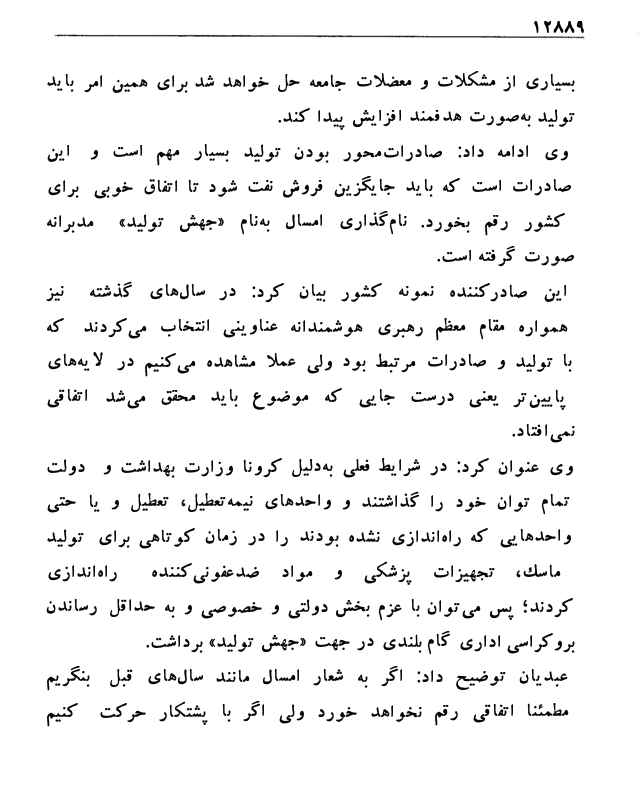 ۱۲۸۸۹
بسیاری از مشکلات و معضلات جامعه حل خواهد شد برای همین امر باید
تولید به‌صورت هدفمند افزایش پیدا کند.
وی ادامه داد: صادرات‌محور بودن تولید بسیار مهم است و این
صادرات است که باید جایگزین فروش نفت شود تا اتفاق خوبی برای
کشور رقم بخورد. نام‌گذاری امسال به‌نام «جهش تولید» مدبرانه
صورت گرفته است.
این صادرکننده نمونه کشور بیان کرد: در سال‌های گذشته نیز
همواره مقام معظم رهبری هوشمندانه عناوینی انتخاب می‌کردند که
با تولید و صادرات مرتبط بود ولی عملا مشاهده می‌کنیم در لایه‌های
پایین‌تر یعنی درست جایی که موضوع باید محقق می‌شد اتفاقی
نمی‌افتاد.
وی عنوان کرد: در شرایط فعلی به‌دلیل کرونا وزارت بهداشت و دولت
تمام توان خود را گذاشتند و واحدهای نیمه‌تعطیل، تعطیل و یا حتی
واحدهایی که راه‌اندازی نشده بودند را در زمان کوتاهی برای تولید
ماسك، تجهیزات پزشکی و مواد ضدعفونی‌کننده راه‌اندازی
کردند؛ پس می‌توان با عزم بخش دولتی و خصوصی و به حداقل رساندن
بروکراسی اداری گام بلندی در جهت «جهش تولید» برداشت.
عبدیان توضیح داد: اگر به شعار امسال مانند سال‌های قبل بنگریم
مطمئنا اتفاقی رقم نخواهد خورد ولی اگر با پشتکار حرکت کنیم